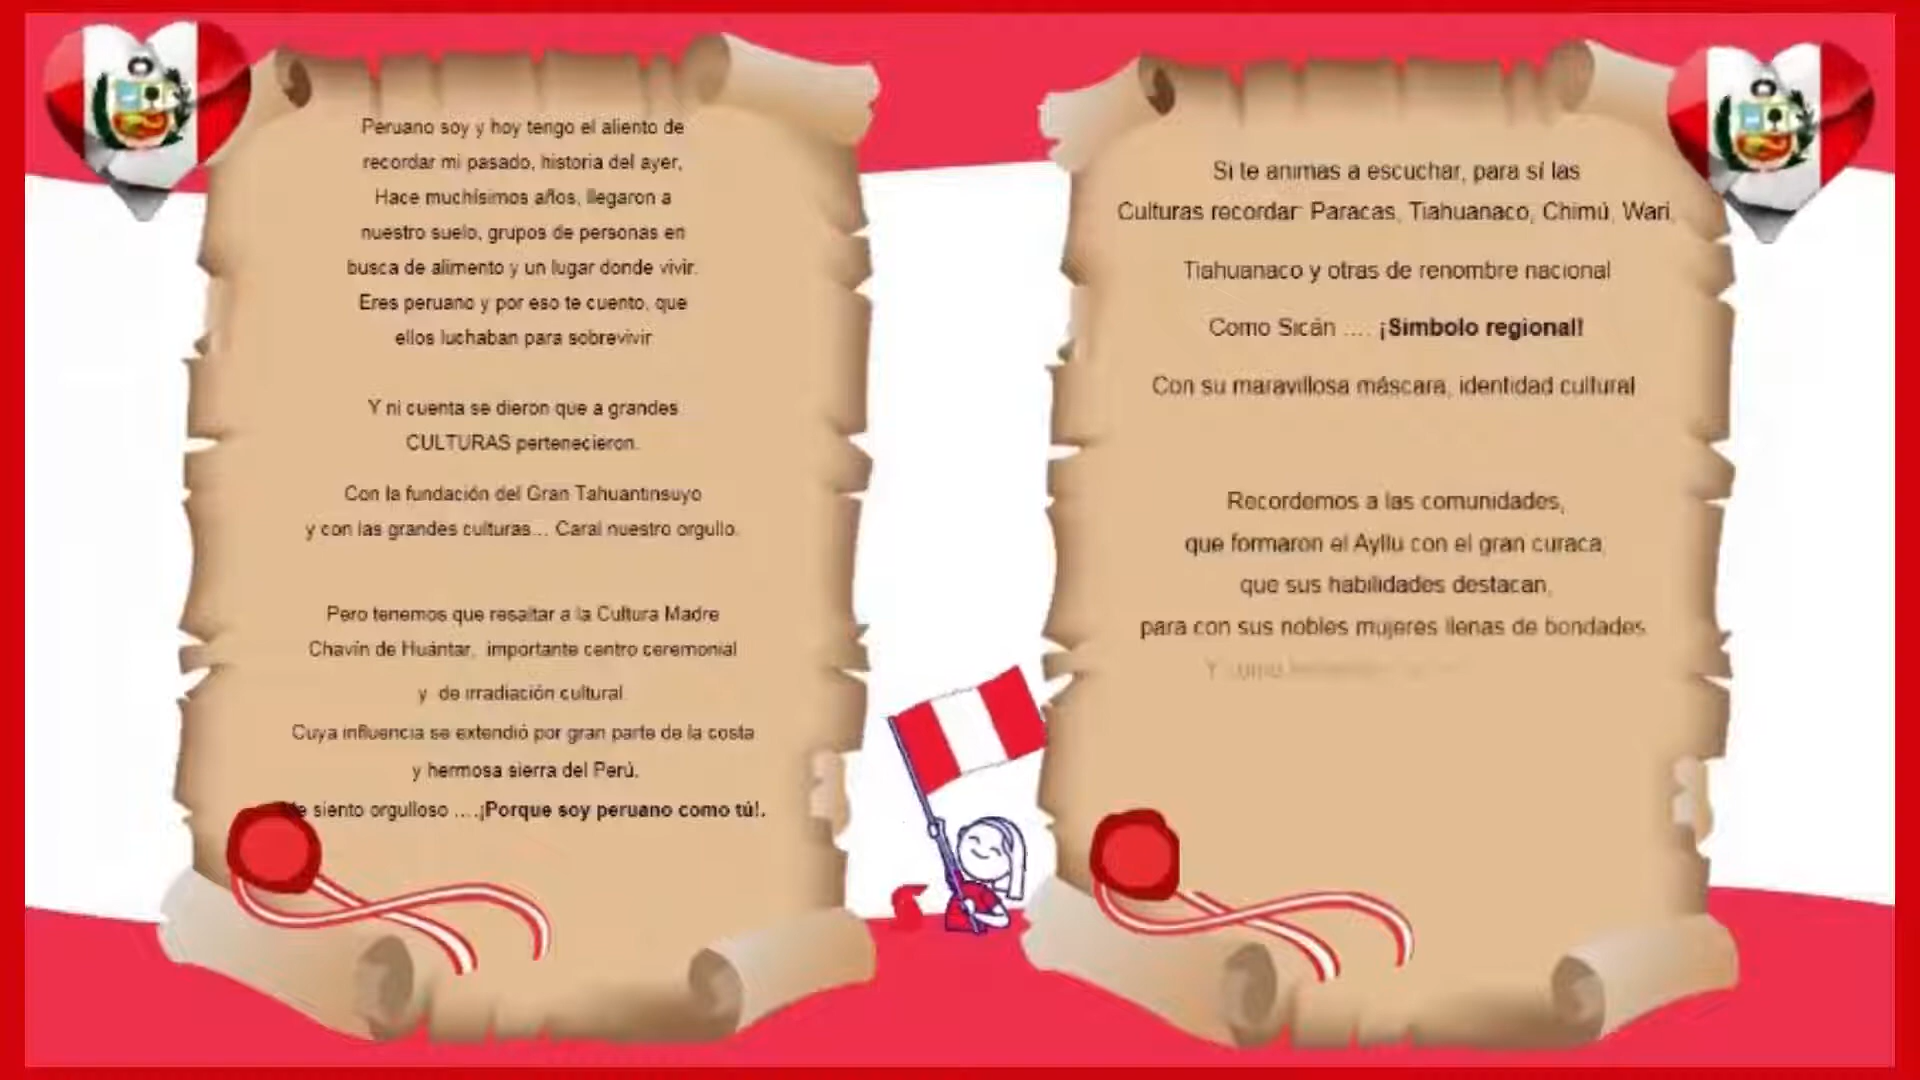 Peruano soy y hoy tengo el aliento de
recordar mi pasado, historia del ayer,
Hace muchísimos años, llegaron a
nuestro suelo, grupos de personas en
busca de alimento y un lugar donde vivir.
Eres peruano y por eso te cuento, que
ellos luchaban para sobrevivir
Y ni cuenta se dieron que a grandes
CULTURAS pertenecieron.
Con la fundación del Gran Tahuantinsuyo
y con las grandes culturas... Caral nuestro orgullo.
Pero tenemos que resaltar a la Cultura Madre
Chavín de Huántar, importante centro ceremonial
y de irradiación cultural.
Cuya influencia se extendió por gran parte de la costa
y hermosa sierra del Perú.
siento orgulloso ....¡Porque soy peruano como tú!.
Si te animas a escuchar, para sí las
Culturas recordar: Paracas, Tiahuanaco, Chimú, Wari,
Tiahuanaco y otras de renombre nacional
Como Sicán .... ¡Simbolo regional!
Con su maravillosa máscara, identidad cultural
Recordemos a las comunidades,
que formaron el Ayllu con el gran curaca,
que sus habilidades destacan,
para con sus nobles mujeres llenas de bondades.
Y como